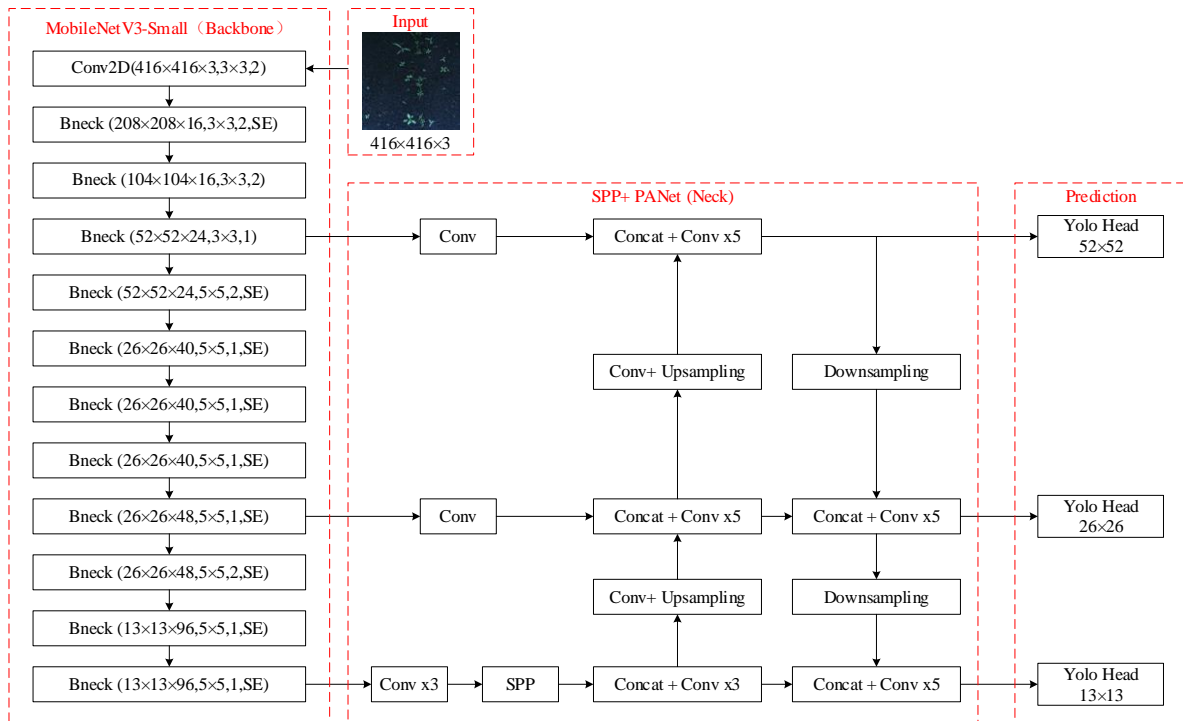 MobileNetV3-Small（Backbone）
Conv2D(416×416×3,3×3,2)
Bneck (208×208×16,3×3,2,SE)
Bneck (104×104×16,3×3,2)
Bneck (52×52×24,3×3,1)
Bneck (52×52×24,5×5,2,SE)
Bneck (26×26×40,5×5,1,SE)
Bneck (26×26×40,5×5,1,SE)
Bneck (26×26×40,5×5,1,SE)
Bneck (26×26×48,5×5,1,SE)
Bneck (26×26×48,5×5,2,SE)
Bneck (13×13×96,5×5,1,SE)
Bneck (13×13×96,5×5,1,SE)
Input
416×416×3
SPP+ PANet (Neck)
Conv
Concat + Conv x5
Conv+ Upsampling
Downsampling
Conv
Concat + Conv x5
Concat + Conv x5
Conv+ Upsampling
Downsampling
Conv x3
SPP
Concat + Conv x3
Concat + Conv x5
Prediction
Yolo Head
52×52
Yolo Head
26×26
Yolo Head
13×13